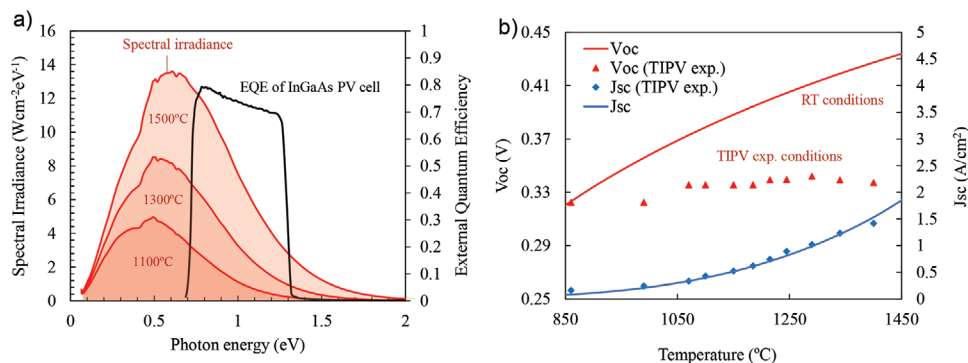 a)
Spectral Irradiance (Wcm⁻²eV⁻¹)
16
14
12
10
8
6
4
2
0
Spectral irradiance
EQE of InGaAs PV cell
1500ºC
1300ºC
1100ºC
1
0.9
0.8
0.7
0.6
0.5
0.4
0.3
0.2
0.1
0
External Quantum Efficiency
0 0.5 1 1.5 2
Photon energy (eV)
b)
Voc (V)
0.45
0.41
0.37
0.33
0.29
0.25
Voc
Voc (TIPV exp.)
Jsc (TIPV exp.)
Jsc
RT conditions
TIPV exp. conditions
5
4.5
4
3.5
3
2.5
2
1.5
1
0.5
0
Jsc (A/cm²)
850 1050 1250 1450
Temperature (ºC)